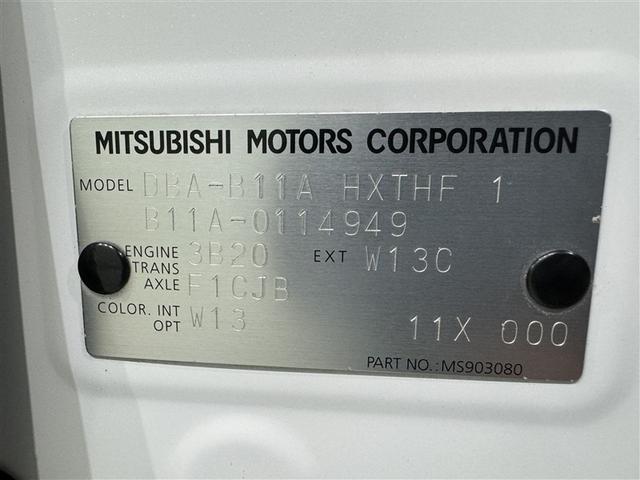 MITSUBISHI MOTORS CORPORATION
MODEL DBA-B11A HXTHF 1
B11A-0114949
ENGINE 3B20 EXT W13C
TRANS AXLE F1CJB
COLOR. INT OPT W13 11X 000
PART NO.:MS903080